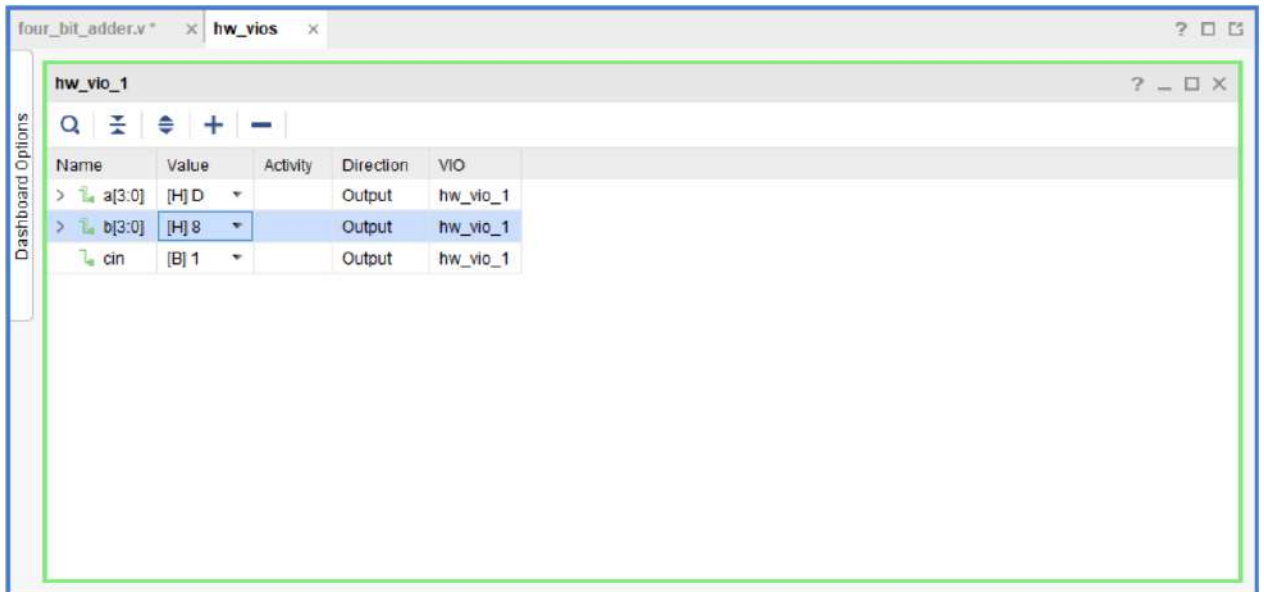 four_bit_adder.v * × hw_vios × ?
hw_vio_1 ?
Dashboard Options
Name Value Activity Direction VIO
a[3:0] [H] D Output hw_vio_1
b[3:0] [H] 8 Output hw_vio_1
cin [B] 1 Output hw_vio_1